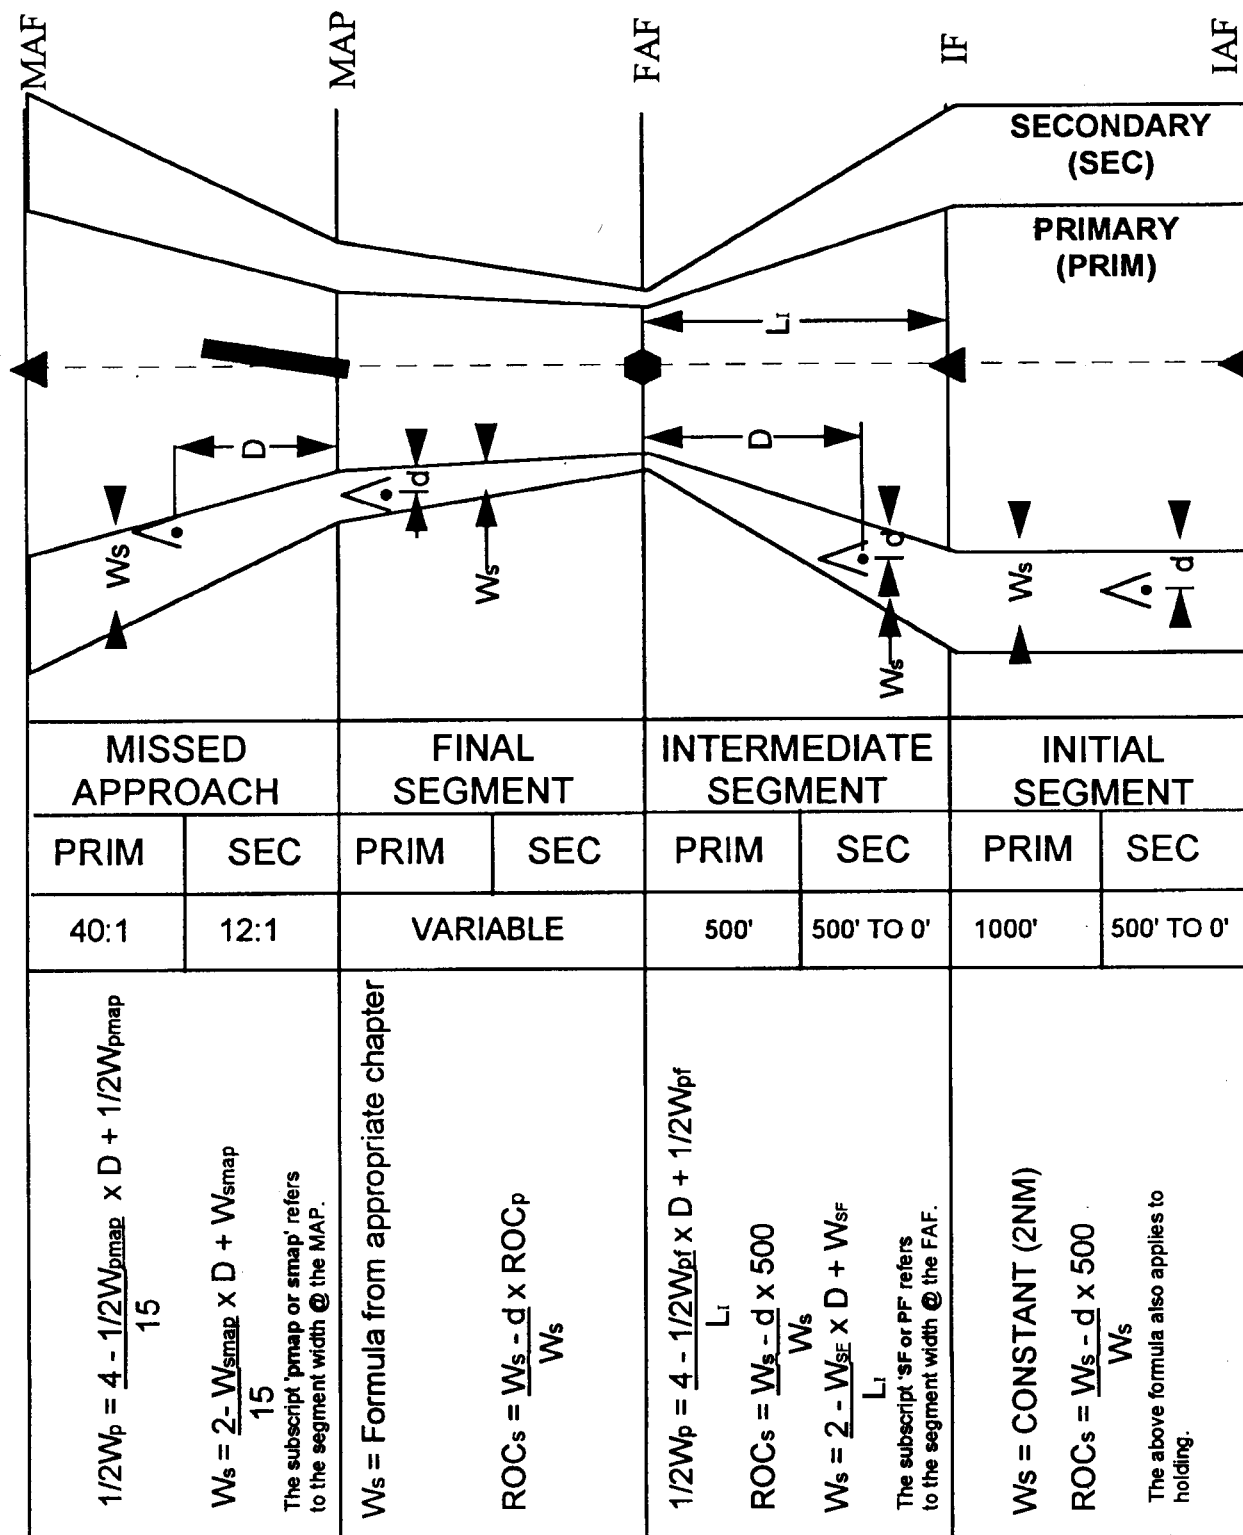 MAF
MAP
FAF
IF
IAF
SECONDARY
(SEC)
PRIMARY
(PRIM)
LI
D
D
Ws
d
Ws
d
Ws
Ws
d
MISSED
APPROACH
FINAL
SEGMENT
INTERMEDIATE
SEGMENT
INITIAL
SEGMENT
PRIM
SEC
PRIM
SEC
PRIM
SEC
PRIM
SEC
40:1
12:1
VARIABLE
500'
500' TO 0'
1000'
500' TO 0'
1/2Wp = 4 - 1/2Wpmap x D + 1/2Wpmap
15
Ws = 2 - Wsmap x D + Wsmap
15
The subscript 'pmap or smap' refers
to the segment width @ the MAP.
Ws = Formula from appropriate chapter
ROCs = Ws - d x ROCp
Ws
1/2Wp = 4 - 1/2Wpf x D + 1/2Wpf
LI
ROCs = Ws - d x 500
Ws
Ws = 2 - WSF x D + WSF
LI
The subscript 'SF or PF' refers
to the segment width @ the FAF.
Ws = CONSTANT (2NM)
ROCs = Ws - d x 500
Ws
The above formula also applies to
holding.